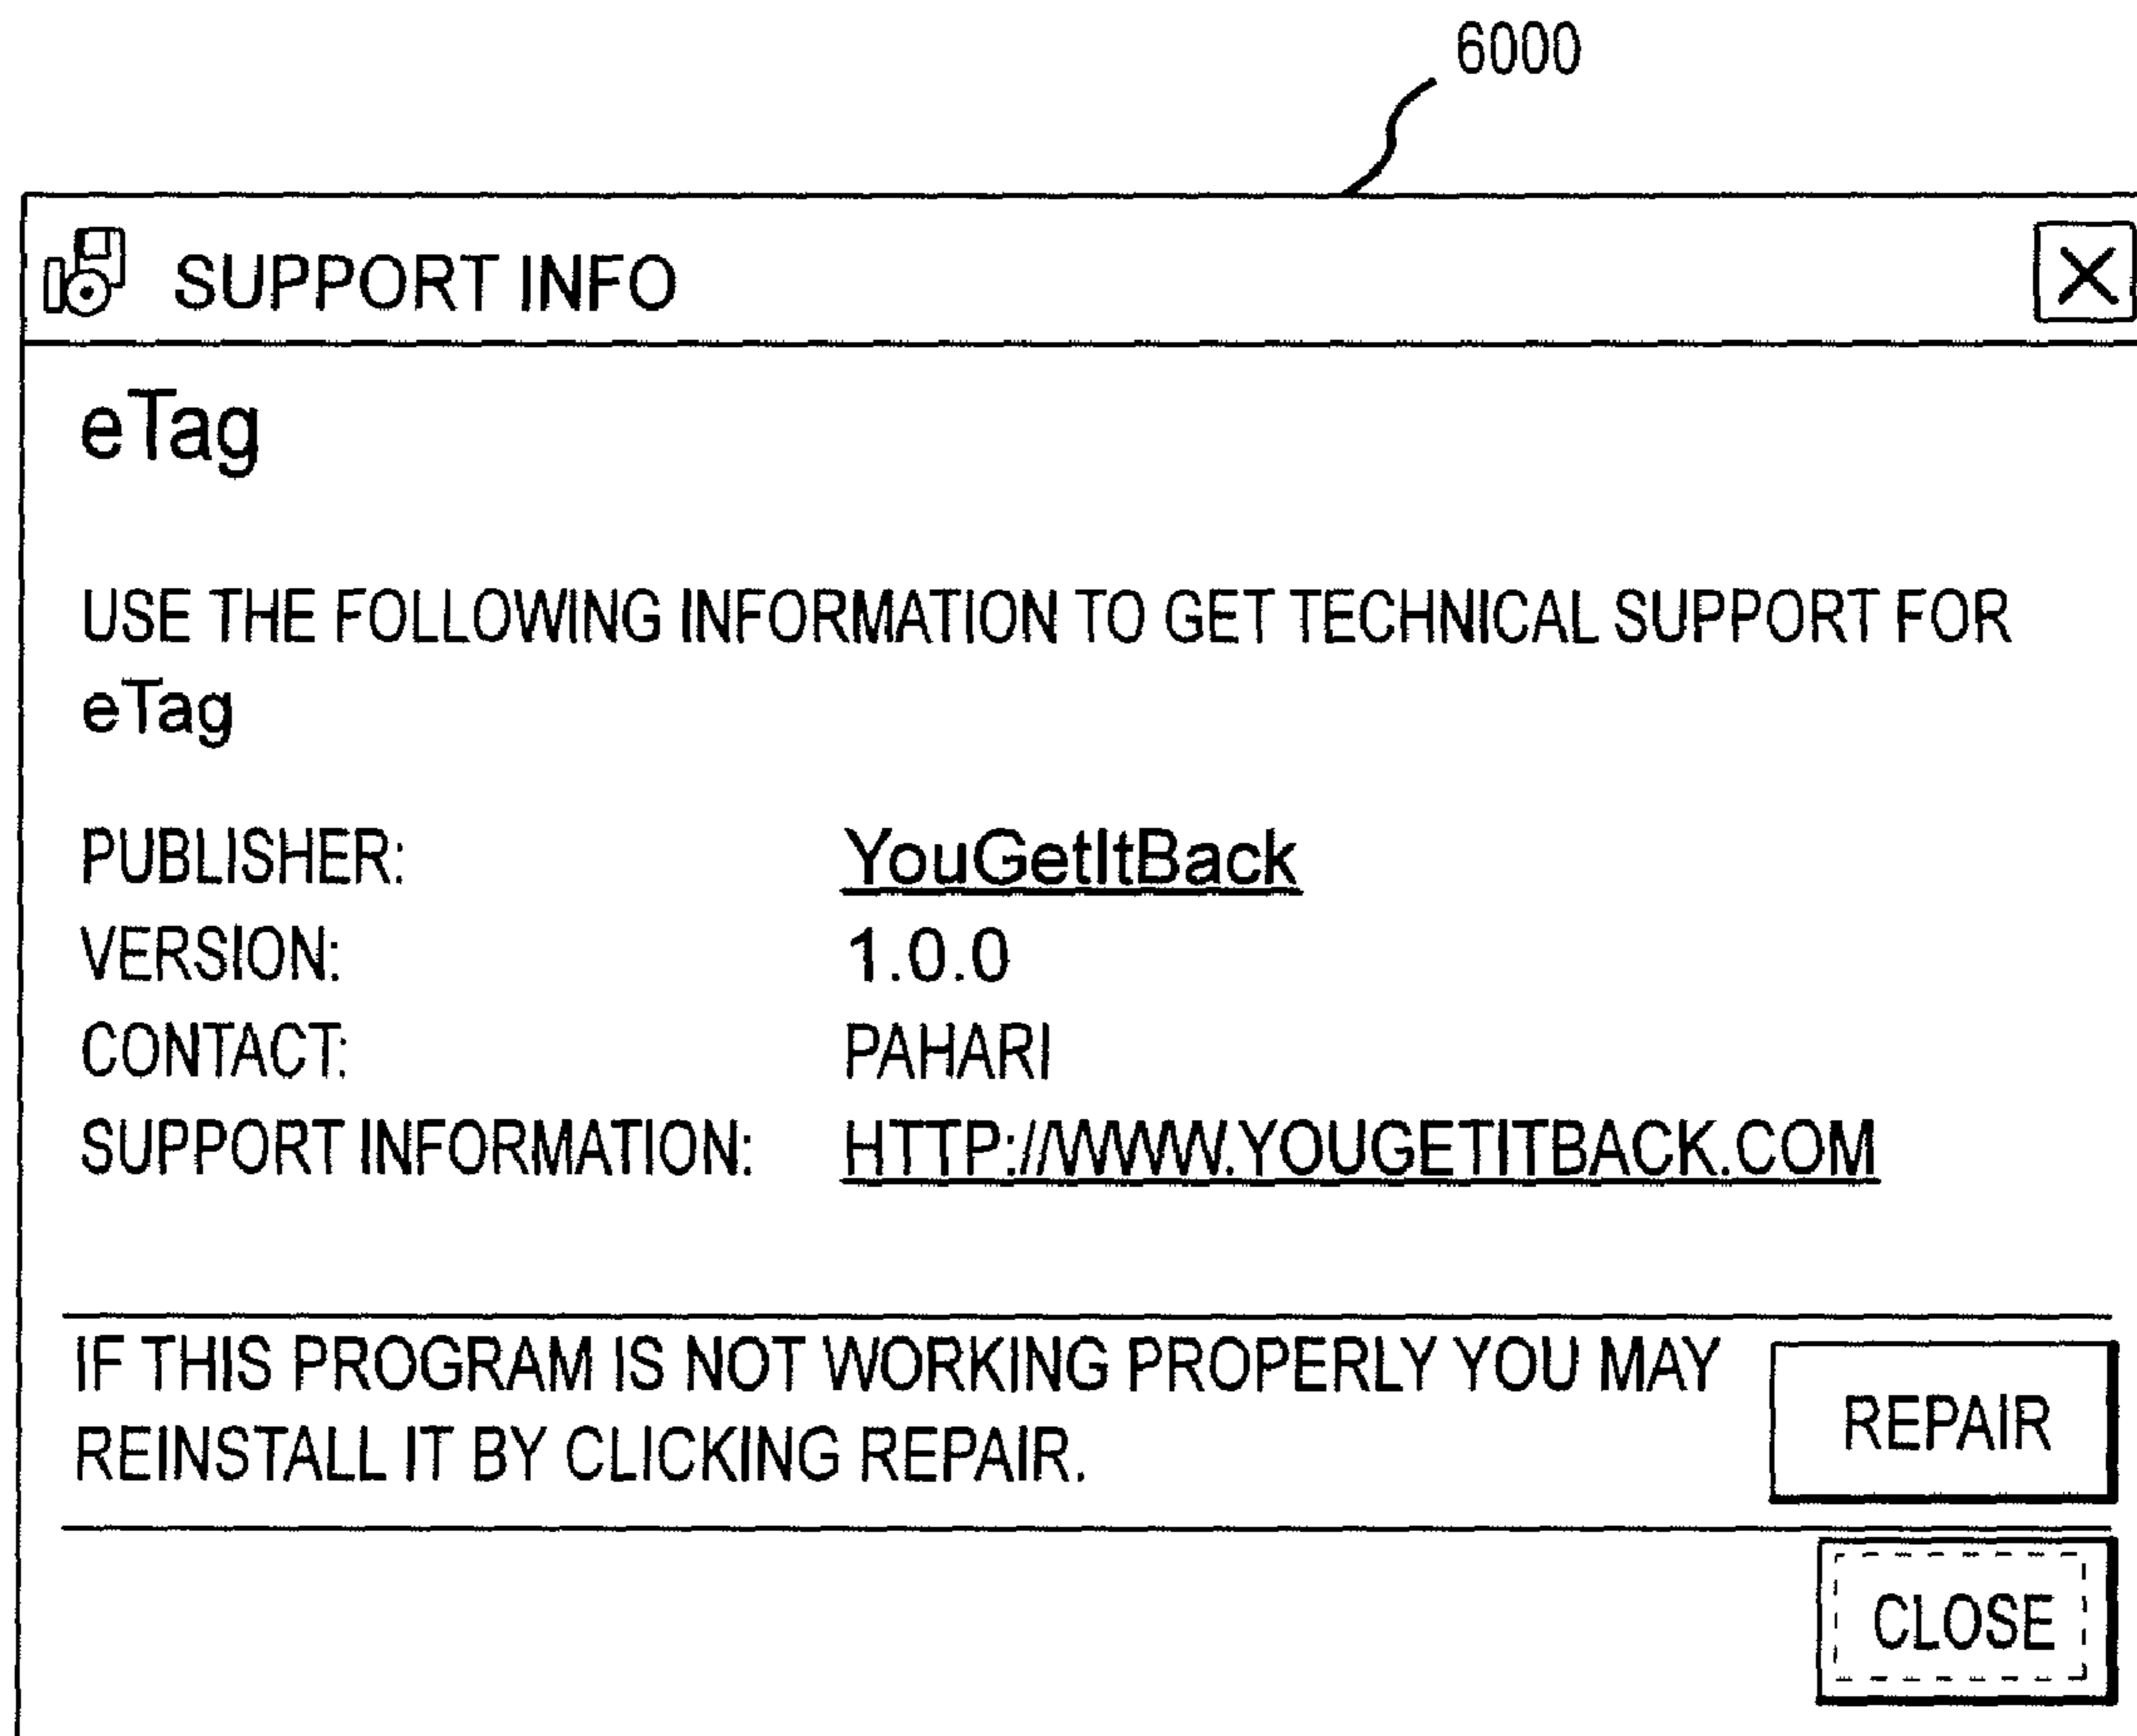 6000
SUPPORT INFO
eTag
USE THE FOLLOWING INFORMATION TO GET TECHNICAL SUPPORT FOR
eTag
PUBLISHER: YouGetItBack
VERSION: 1.0.0
CONTACT: PAHARI
SUPPORT INFORMATION: HTTP://WWW.YOUGETITBACK.COM
IF THIS PROGRAM IS NOT WORKING PROPERLY YOU MAY
REINSTALL IT BY CLICKING REPAIR.
REPAIR
CLOSE